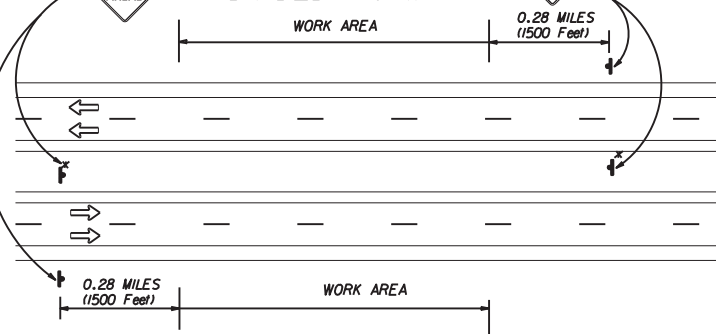 WORK AREA
0.28 MILES
(1500 Feet)
x
x
0.28 MILES
(1500 Feet)
WORK AREA